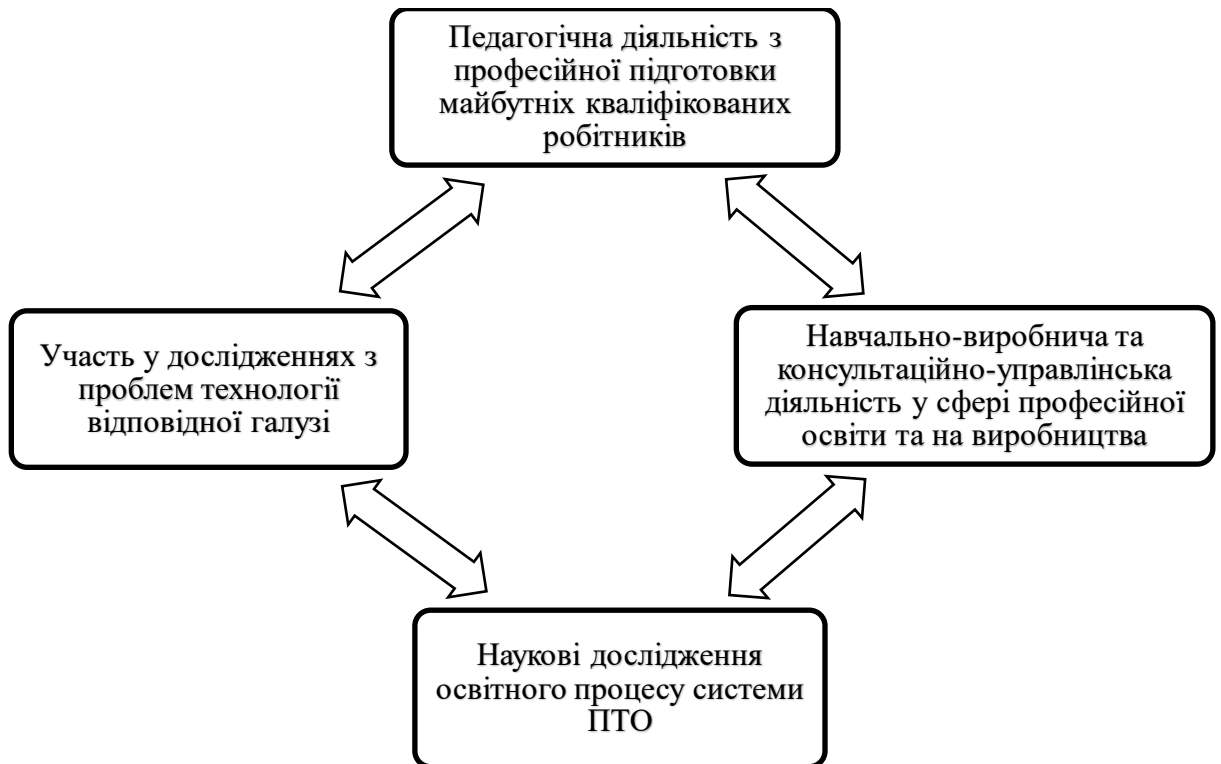 Педагогічна діяльність з
професійної підготовки
майбутніх кваліфікованих
робітників
Участь у дослідженнях з
проблем технології
відповідної галузі
Навчально-виробнича та
консультаційно-управлінська
діяльність у сфері професійної
освіти та на виробництва
Наукові дослідження
освітного процесу системи
ПТО